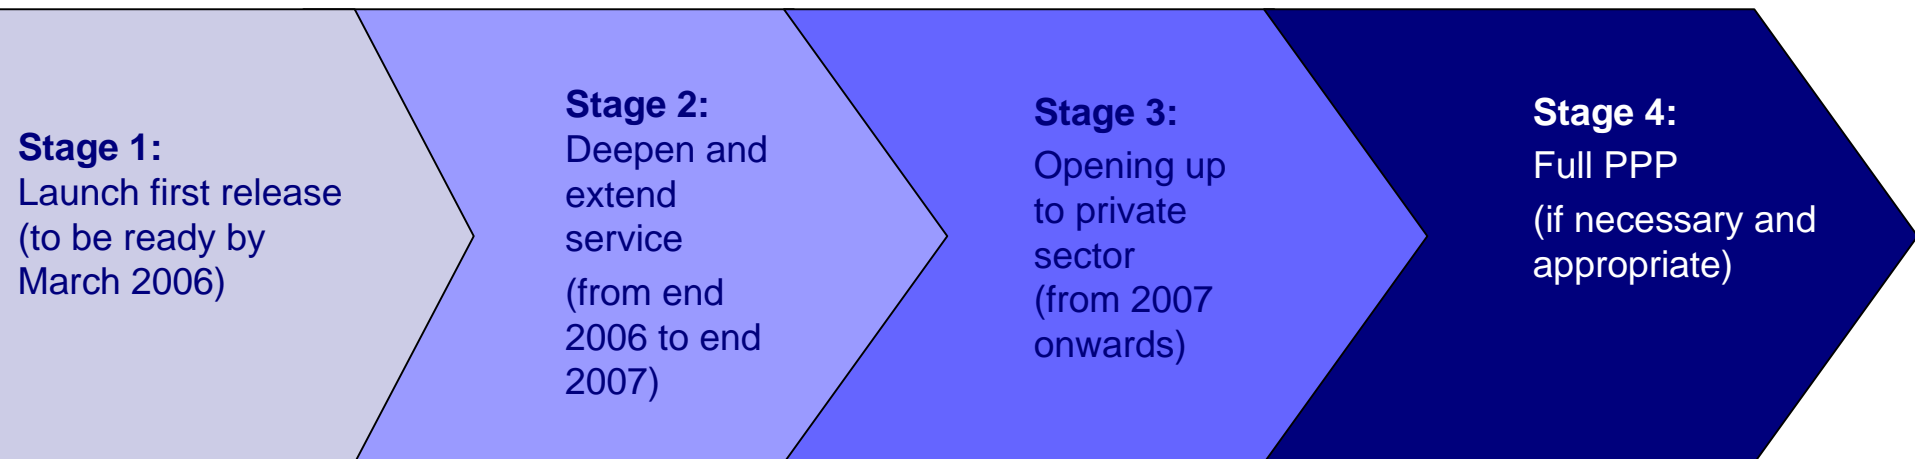 Stage 1:
Launch first release
(to be ready by
March 2006)
Stage 2:
Deepen and
extend
service
(from end
2006 to end
2007)
Stage 3:
Opening up
to private
sector
(from 2007
onwards)
Stage 4:
Full PPP
(if necessary and
appropriate)